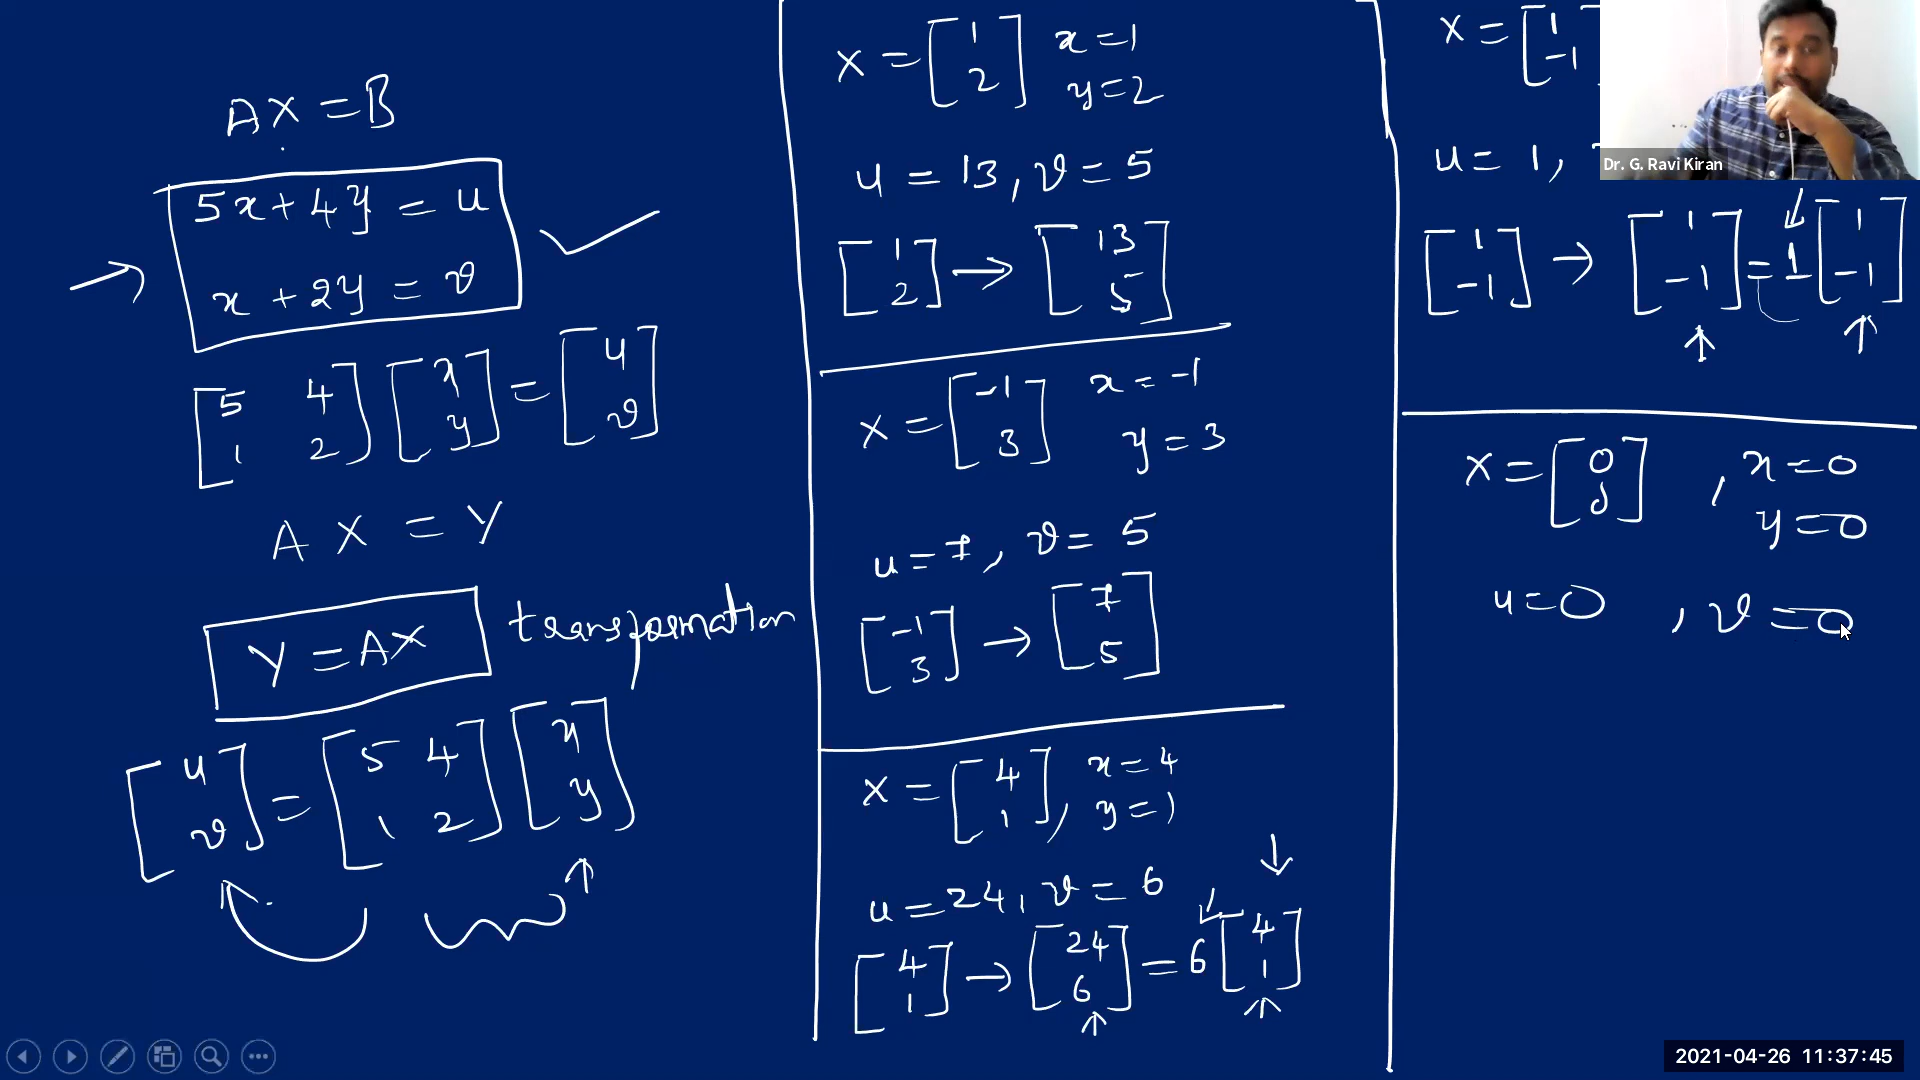 AX = B
5x + 4y = u
x + 2y = v
[5 4
1 2] [x
y] = [u
v]
A X = Y
Y = AX transformation
[u
v] = [5 4
1 2] [x
y]
X = [1
2] x = 1
y = 2
u = 13, v = 5
[1
2] → [13
5]
X = [-1
3] x = -1
y = 3
u = 7, v = 5
[-1
3] → [7
5]
X = [4
1], x = 4
y = 1
u = 24, v = 6
[4
1] → [24
6] = 6 [4
1]
X = [1
-1
u = 1,
[1
-1] → [1
-1] = 1 [1
-1]
X = [0
0], x = 0
y = 0
u = 0, v = 0
Dr. G. Ravi Kiran
2021-04-26 11:37:45